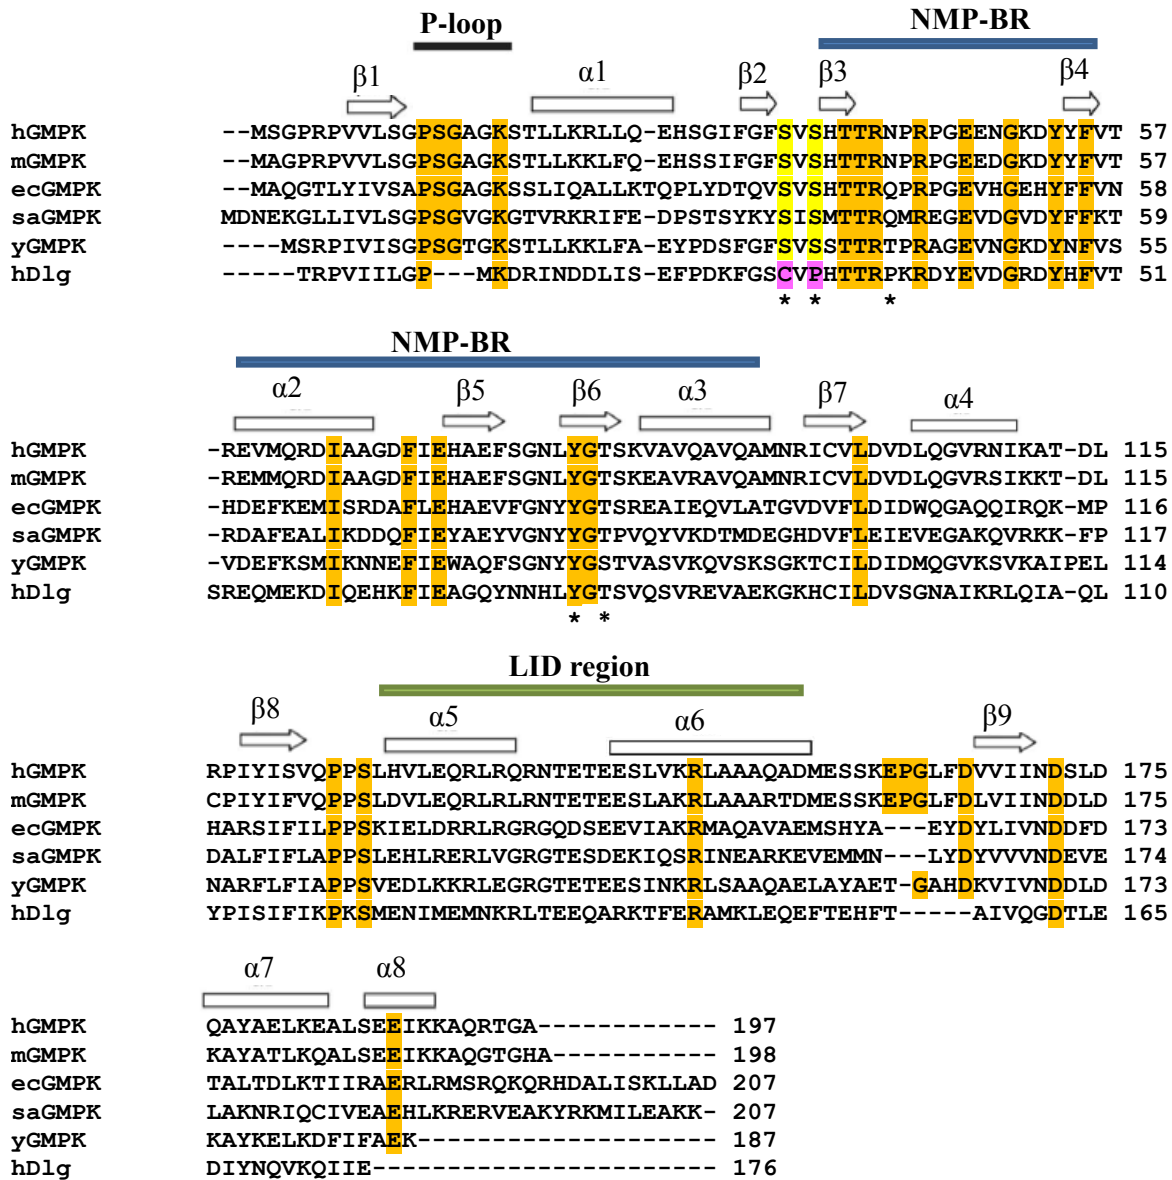 P-loop NMP-BR
β1 α1 β2 β3 β4
hGMPK --MSGPRPVVLSGPSGAGKSTLLKRLLQ-EHSGIFGFSVSHTTRNPRPGEENGKDYYFVT 57
mGMPK --MAGPRPVVLSGPSGAGKSTLLKKLFQ-EHSSIFGFSVSHTTRNPRPGEEDGKDYYFVT 57
ecGMPK --MAQGTLYIVSAPSGAGKSSLIQALLKTQPLYDTQVSVSHTTRQPRPGEVHGEHYFFVN 58
saGMPK MDNEKGLLIVLSGPSGVGKGTVRKRIFE-DPSTSYKYSISMTTRQMREGEVDGVDYFFKT 59
yGMPK ----MSRPIVISGPSGTGKSTLLKKLFA-EYPDSFGFSVSSTTRTPRAGEVNGKDYNFVS 55
hDlg -----TRPVIILGP---MKDRINDDLIS-EFPDKFGSCVPHTTRPKRDYEVDGRDYHFVT 51
* * *
NMP-BR
α2 β5 β6 α3 β7 α4
hGMPK -REVMQRDIAAGDFIEHAEFSGNLYGTSKVAVQAVQAMNRICVLDVDLQGVRNIKAT-DL 115
mGMPK -REMMQRDIAAGDFIEHAEFSGNLYGTSKEAVRAVQAMNRICVLDVDLQGVRSIKKT-DL 115
ecGMPK -HDEFKEMISRDAFLEHAEVFGNYYGTSREAIEQVLATGVDVFLDIDWQGAQQIRQK-MP 116
saGMPK -RDAFEALIKDDQFIEYAEYVGNYYGTPVQYVKDTMDEGHDVFLEIEVEGAKQVRKK-FP 117
yGMPK -VDEFKSMIKNNEFIEWAQFSGNYYGSTVASVKQVSKSGKTCILDIDMQGVKSVKAIPEL 114
hDlg SREQMEKDIQEHKFIEAGQYNNHLYGTSVQSVREVAEKGKHCILDVSGNAIKRLQIA-QL 110
* *
LID region
β8 α5 α6 β9
hGMPK RPIYISVQPPSLHVLEQRLRQRNTETEESLVKRLAAAQADMESSKEPGLFDVVIINDSLD 175
mGMPK CPIYIFVQPPSLDVLEQRLRLRNTETEESLAKRLAAARTDMESSKEPGLFDLVIINDDLD 175
ecGMPK HARSIFILPPSKIELDRRLRGRGQDSEEVIAKRMAQAVAEMSHYA---EYDYLIVNDDFD 173
saGMPK DALFIFLAPPSLEHLRERLVGRGTESDEKIQSRINEARKEVEMMN---LYDYVVVNDEVE 174
yGMPK NARFLFIAPPSVEDLKKRLEGRGTETEESINKRLSAAQAELAYAET-GAHDKVIVNDDLD 173
hDlg YPISIFIKPKSMENIMEMNKRLTEEQARKTFERAMKLEQEFTEHFT-----AIVQGDTLE 165
α7 α8
hGMPK QAYAELKEALSEEIKKAQRTGA------------ 197
mGMPK KAYATLKQALSEEIKKAQGTGHA----------- 198
ecGMPK TALTDLKTIIRAERLRMSRQKQRHDALISKLLAD 207
saGMPK LAKNRIQCIVEAEHLKRERVEAKYRKMILEAKK- 207
yGMPK KAYKELKDFIFAEK-------------------- 187
hDlg DIYNQVKQIIE----------------------- 176